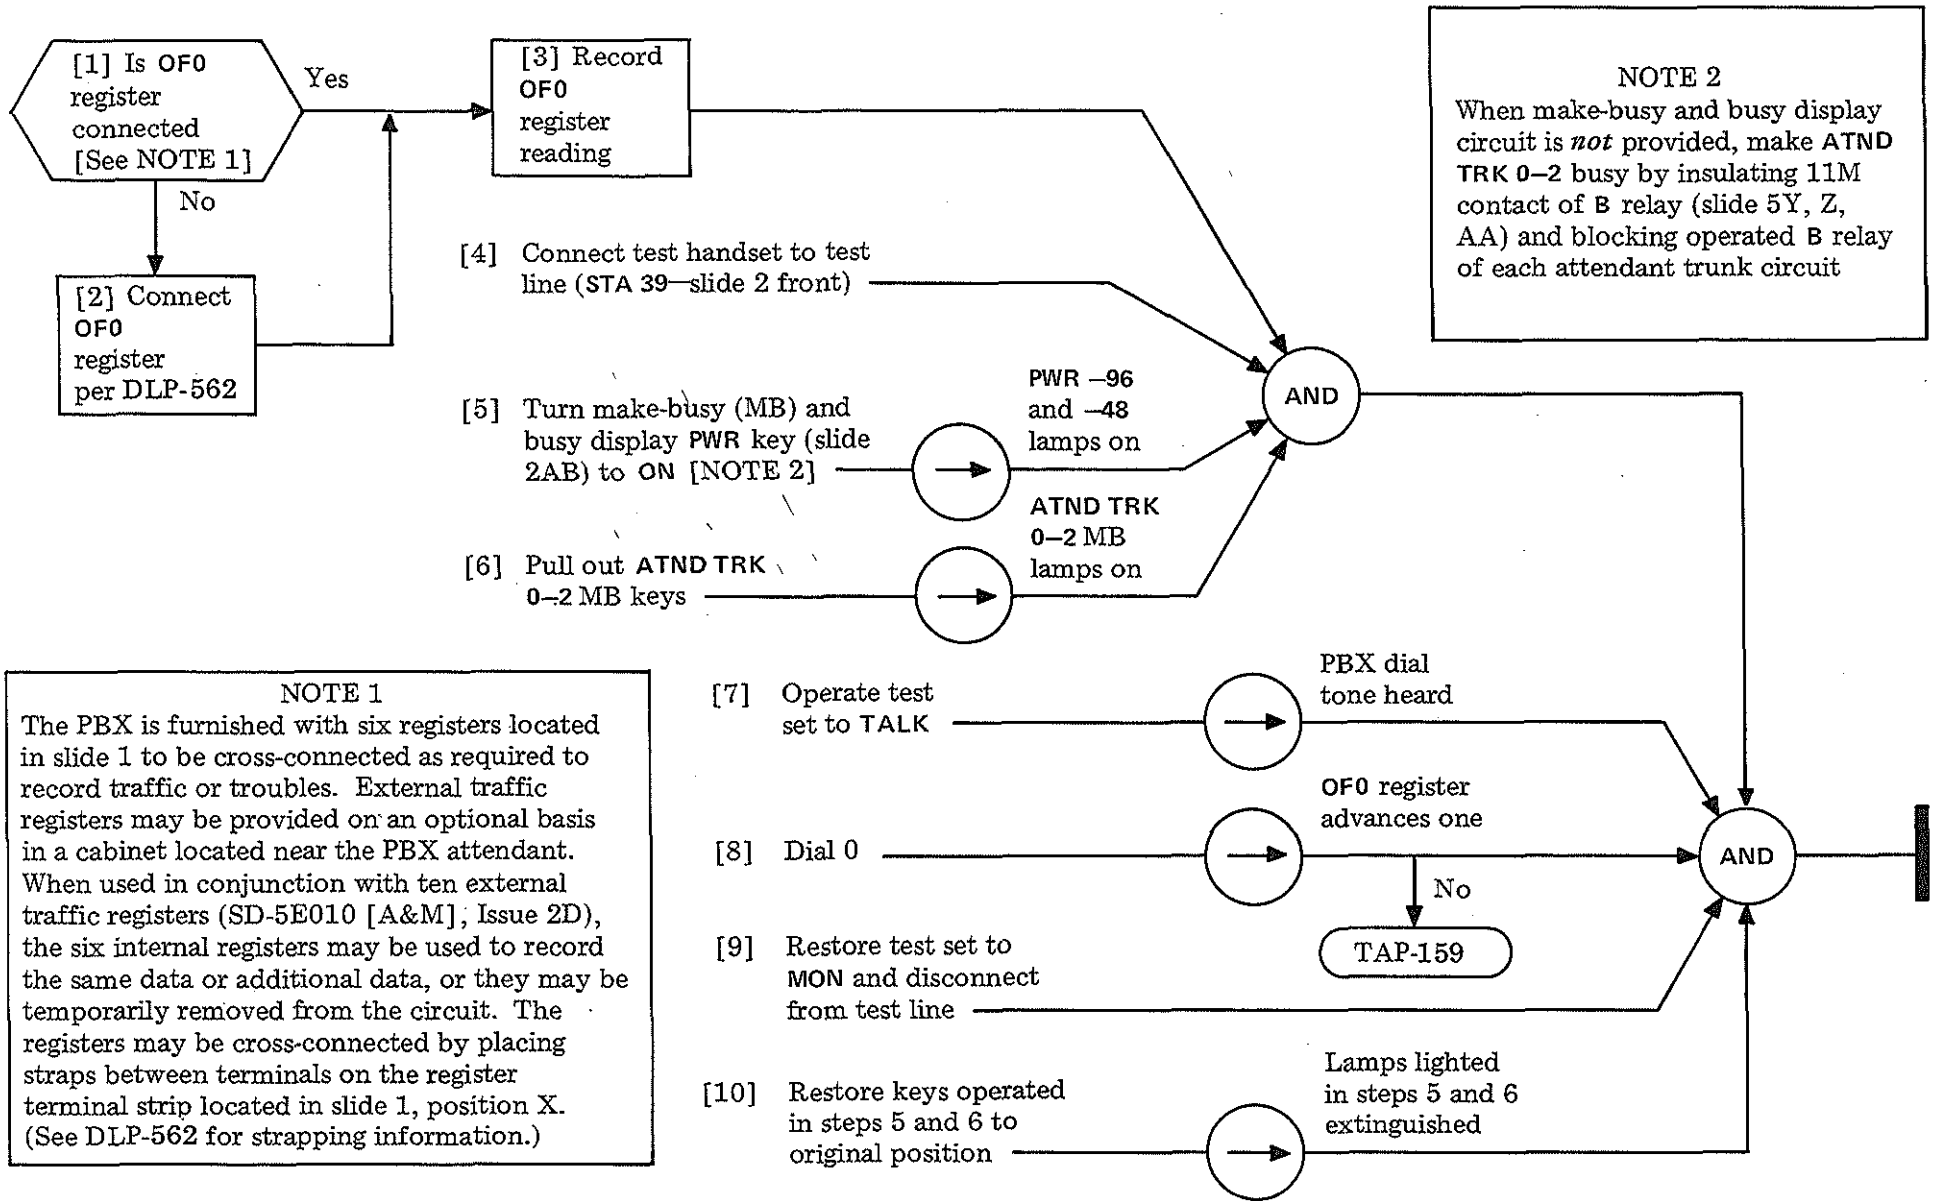 [1] Is OF0
register
connected
[See NOTE 1]
Yes
No
[2] Connect
OF0
register
per DLP-562
[3] Record
OF0
register
reading
NOTE 2
When make-busy and busy display
circuit is not provided, make ATND
TRK 0–2 busy by insulating 11M
contact of B relay (slide 5Y, Z,
AA) and blocking operated B relay
of each attendant trunk circuit
[4] Connect test handset to test
line (STA 39—slide 2 front)
[5] Turn make-busy (MB) and
busy display PWR key (slide
2AB) to ON [NOTE 2]
PWR –96
and –48
lamps on
AND
[6] Pull out ATND TRK
0–2 MB keys
ATND TRK
0–2 MB
lamps on
NOTE 1
The PBX is furnished with six registers located
in slide 1 to be cross-connected as required to
record traffic or troubles. External traffic
registers may be provided on an optional basis
in a cabinet located near the PBX attendant.
When used in conjunction with ten external
traffic registers (SD-5E010 [A&M], Issue 2D),
the six internal registers may be used to record
the same data or additional data, or they may be
temporarily removed from the circuit. The
registers may be cross-connected by placing
straps between terminals on the register
terminal strip located in slide 1, position X.
(See DLP-562 for strapping information.)
[7] Operate test
set to TALK
PBX dial
tone heard
[8] Dial 0
OF0 register
advances one
No
TAP-159
AND
[9] Restore test set to
MON and disconnect
from test line
[10] Restore keys operated
in steps 5 and 6 to
original position
Lamps lighted
in steps 5 and 6
extinguished